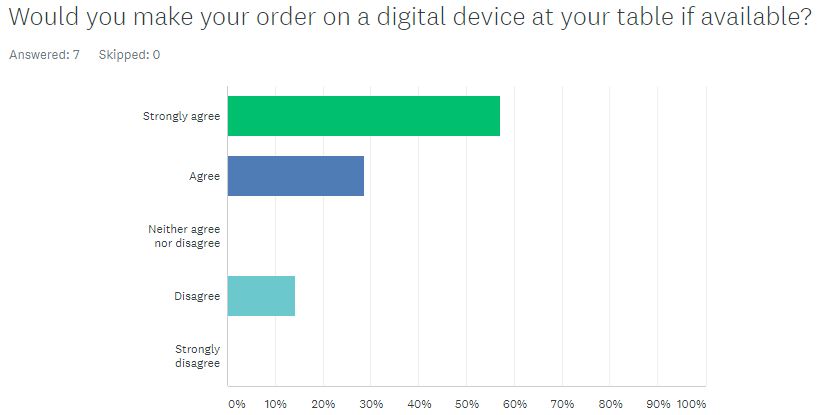 Would you make your order on a digital device at your table if available?
Answered: 7 Skipped: 0
Strongly agree
Agree
Neither agree
nor disagree
Disagree
Strongly
disagree
0% 10% 20% 30% 40% 50% 60% 70% 80% 90% 100%